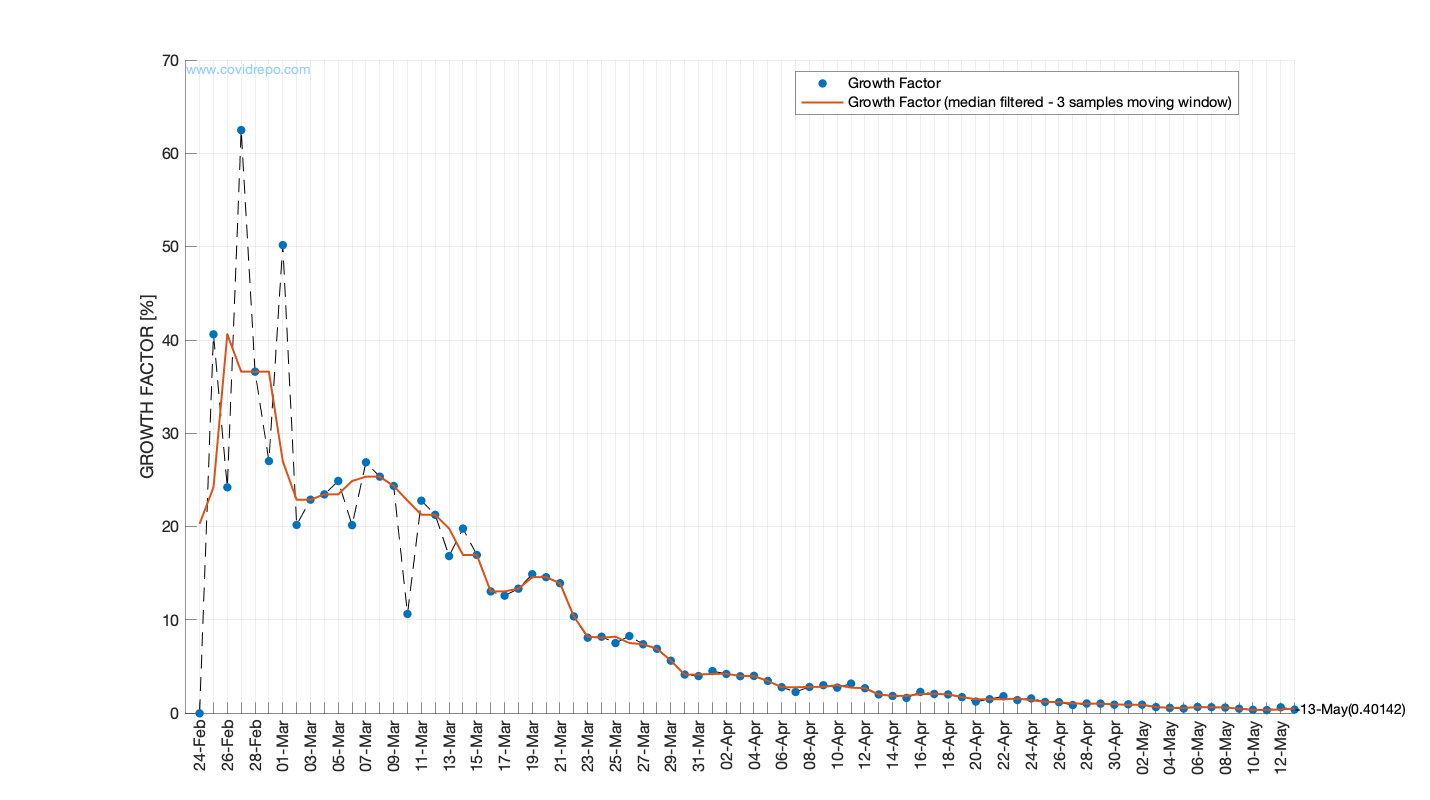 www.covidrepo.com
Growth Factor
Growth Factor (median filtered - 3 samples moving window)
GROWTH FACTOR [%]
70
60
50
40
30
20
10
0
13-May(0.40142)
24-Feb
26-Feb
28-Feb
01-Mar
03-Mar
05-Mar
07-Mar
09-Mar
11-Mar
13-Mar
15-Mar
17-Mar
19-Mar
21-Mar
23-Mar
25-Mar
27-Mar
29-Mar
31-Mar
02-Apr
04-Apr
06-Apr
08-Apr
10-Apr
12-Apr
14-Apr
16-Apr
18-Apr
20-Apr
22-Apr
24-Apr
26-Apr
28-Apr
30-Apr
02-May
04-May
06-May
08-May
10-May
12-May